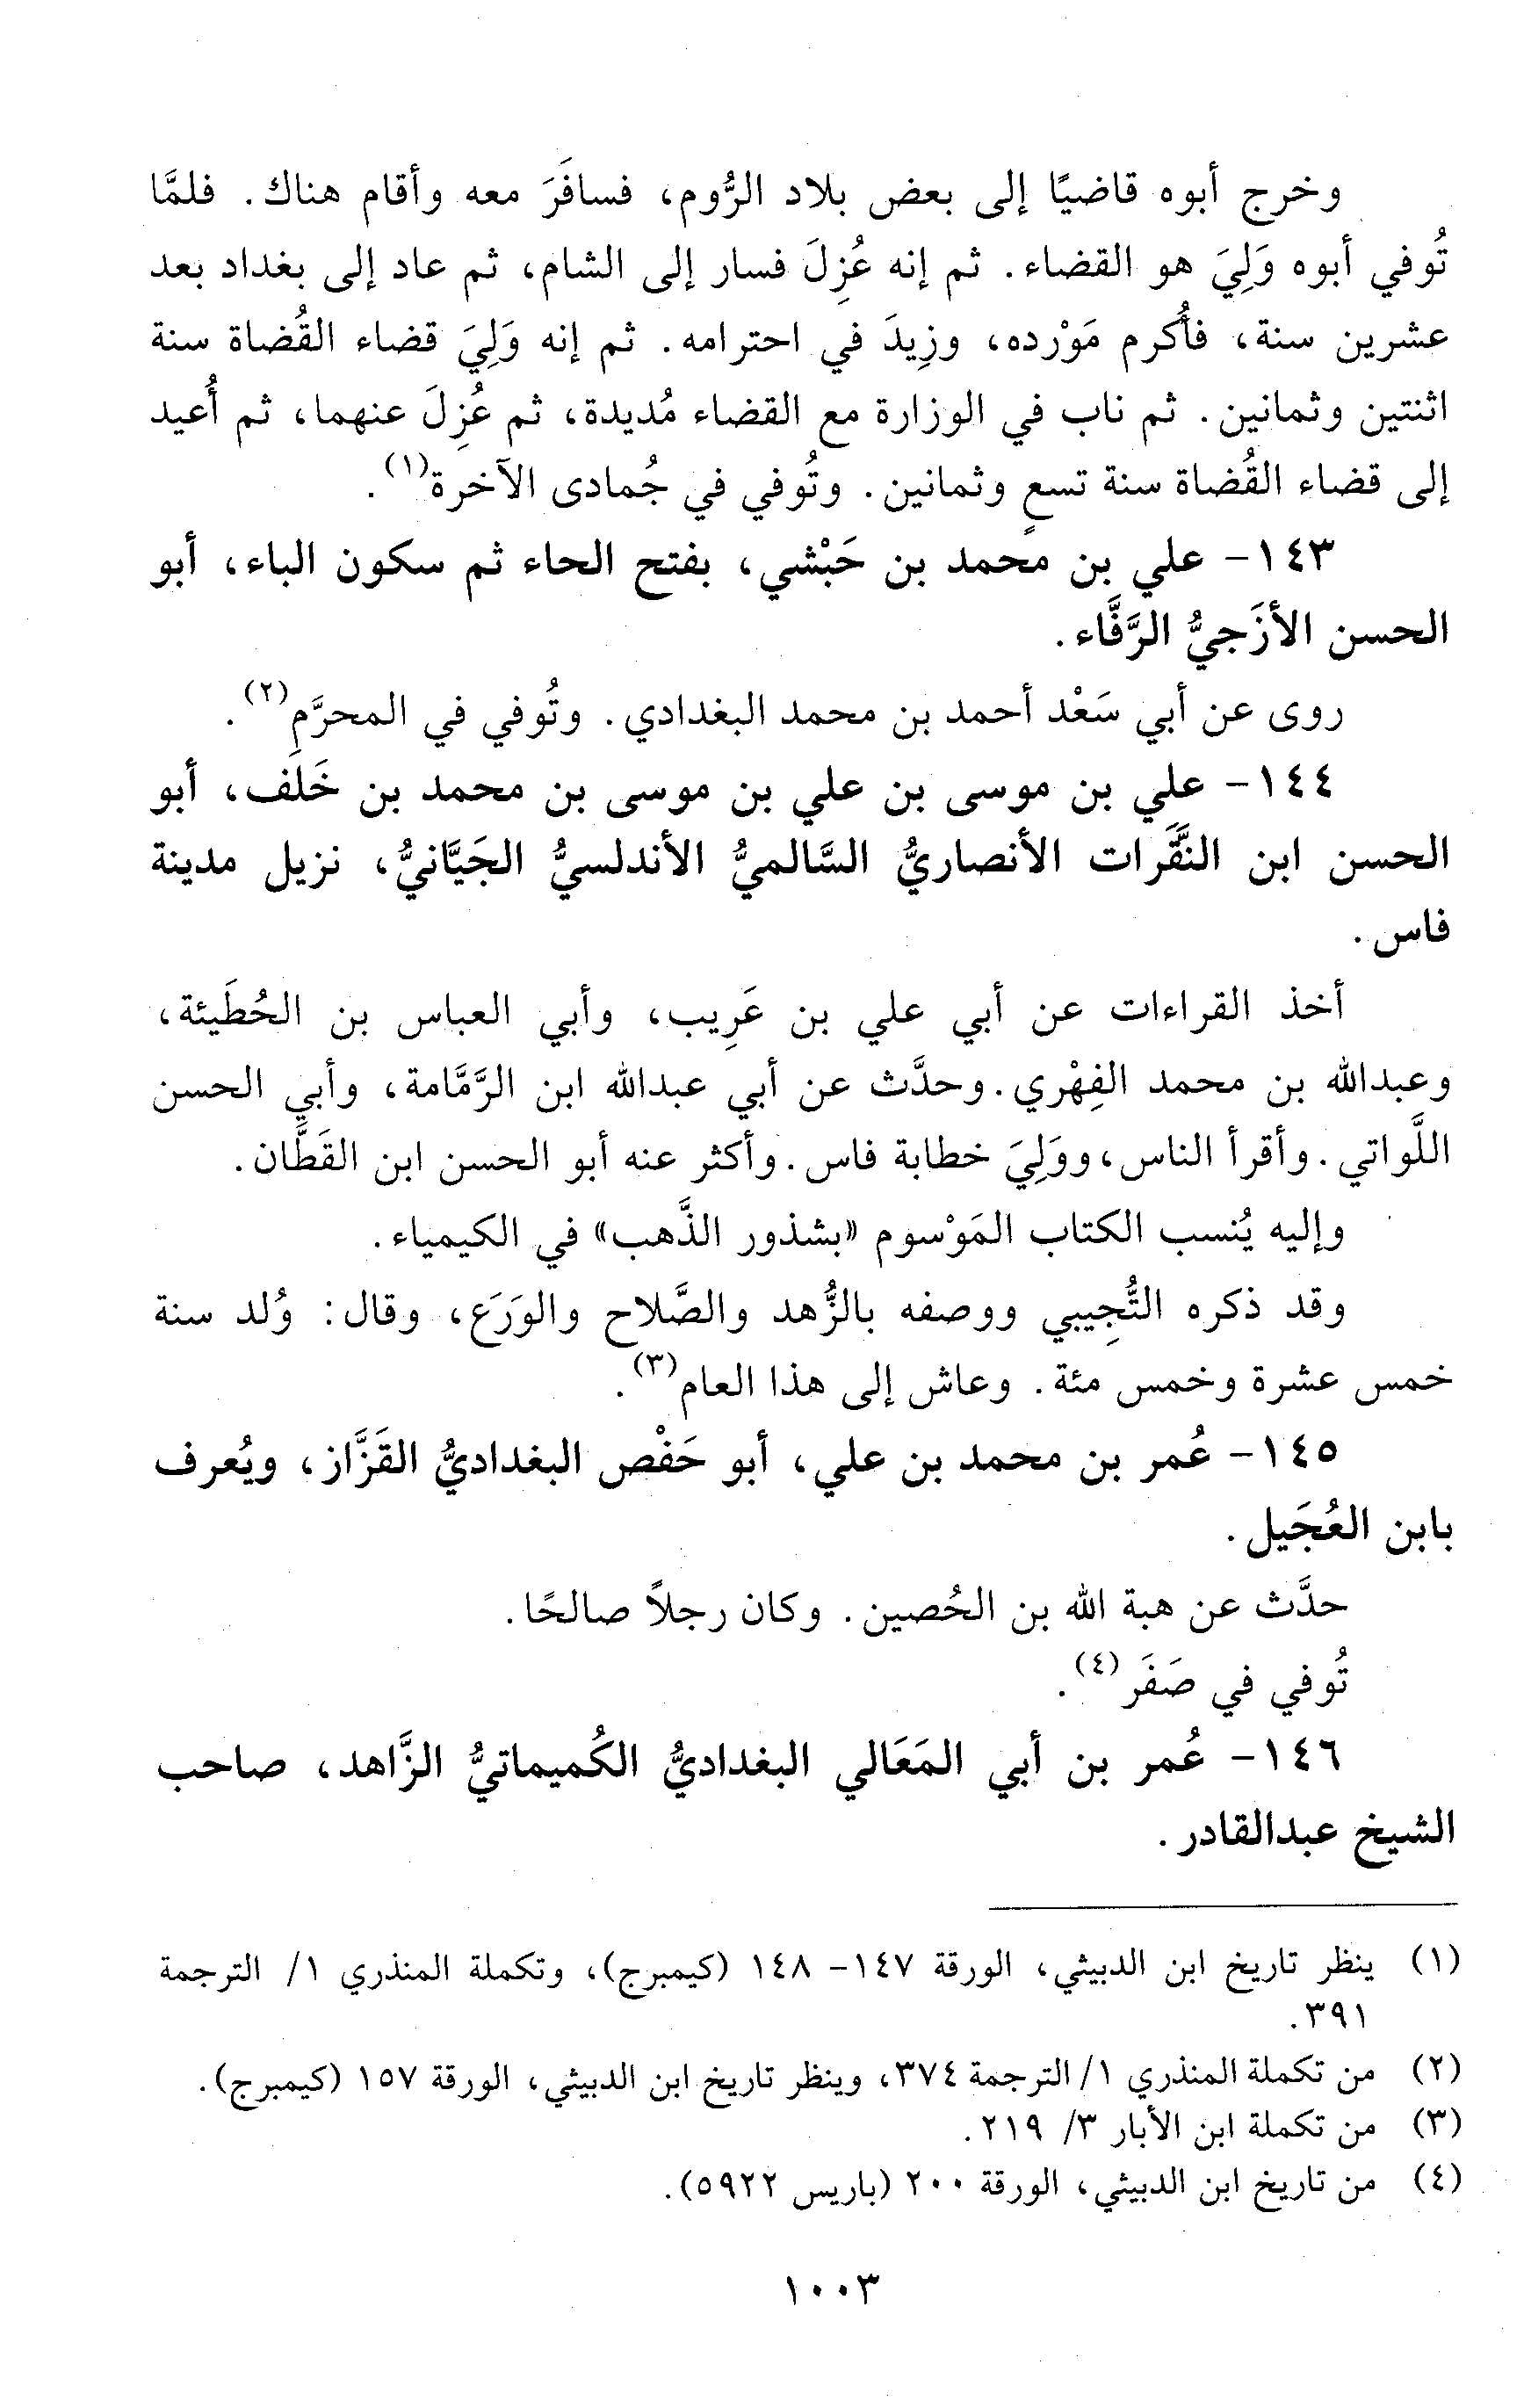 وخرج أبوه قاضيًا إلى بعض بلاد الرُّوم، فسافَرَ معه وأقام هناك. فلمَّا
تُوفي أبوه وَلِيَ هو القضاء. ثم إنه عُزِلَ فسار إلى الشام، ثم عاد إلى بغداد بعد
عشرين سنة، فأُكرم مَوْرده، وزِيدَ في احترامه. ثم إنه وَلِيَ قضاء القُضاة سنة
اثنتين وثمانين. ثم ناب في الوزارة مع القضاء مُديدة، ثم عُزِلَ عنهما، ثم أُعيد
إلى قضاء القُضاة سنة تسعٍ وثمانين. وتُوفي في جُمادى الآخرة(١).
١٤٣- علي بن محمد بن حَبْشي، بفتح الحاء ثم سكون الباء، أبو
الحسن الأزَجيُّ الرَّفَّاء.
روى عن أبي سَعْد أحمد بن محمد البغدادي. وتُوفي في المحرَّمِ(٢).
١٤٤- علي بن موسى بن علي بن موسى بن محمد بن خَلَف، أبو
الحسن ابن النَّقَرات الأنصاريُّ السَّالميُّ الأندلسيُّ الجَيَّانيُّ، نزيل مدينة
فاس.
أخذ القراءات عن أبي علي بن عَرِيب، وأبي العباس بن الحُطَيئة،
وعبدالله بن محمد الفِهْري. وحدَّث عن أبي عبدالله ابن الرَّمَّامة، وأبي الحسن
اللَّواتي. وأقرأ الناس، ووَلِيَ خطابة فاس. وأكثر عنه أبو الحسن ابن القَطَّان.
وإليه يُنسب الكتاب المَوْسوم «بشذور الذَّهب» في الكيمياء.
وقد ذكره التُّجِيبي ووصفه بالزُّهد والصَّلاح والوَرَع، وقال: وُلد سنة
خمس عشرة وخمس مئة. وعاش إلى هذا العام(٣).
١٤٥- عُمر بن محمد بن علي، أبو حَفْص البغداديُّ القَزَّاز، ويُعرف
بابن العُجَيل.
حدَّث عن هبة الله بن الحُصين. وكان رجلاً صالحًا.
تُوفي في صَفَر(٤).
١٤٦- عُمر بن أبي المَعَالي البغداديُّ الكُميماتيُّ الزَّاهد، صاحب
الشيخ عبدالقادر.
(١) ينظر تاريخ ابن الدبيثي، الورقة ١٤٧- ١٤٨ (كيمبرج)، وتكملة المنذري ١/ الترجمة
٣٩١.
(٢) من تكملة المنذري ١/ الترجمة ٣٧٤، وينظر تاريخ ابن الدبيثي، الورقة ١٥٧ (كيمبرج).
(٣) من تكملة ابن الأبار ٣/ ٢١٩.
(٤) من تاريخ ابن الدبيثي، الورقة ٢٠٠ (باريس ٥٩٢٢).
١٠٠٣